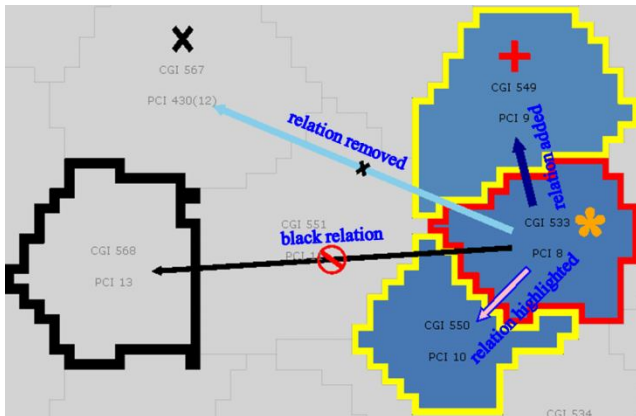 CGI 567
PCI 430(12)
CGI 549
PCI 9
relation removed
relation added
CGI 551
CGI 533
black relation
CGI 568
PCI 8
PCI 13
relation highlighted
CGI 550
PCI 10
CGI 534